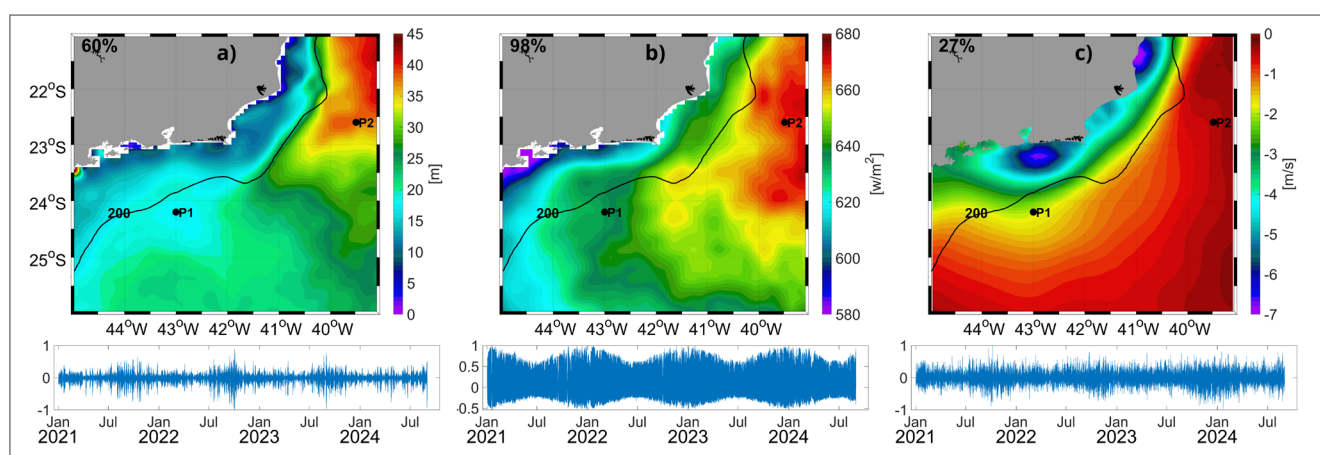 60%
a)
22°S
23°S
24°S
25°S
200
P1
P2
44°W 43°W 42°W 41°W 40°W
45
40
35
30
25
20
15
10
5
0
[m]
1
0
-1
Jan Jul Jan Jul Jan Jul Jan Jul
2021 2022 2023 2024
98%
b)
200
P1
P2
44°W 43°W 42°W 41°W 40°W
680
660
640
620
600
580
[w/m²]
1
0.5
0
-0.5
Jan Jul Jan Jul Jan Jul Jan Jul
2021 2022 2023 2024
27%
c)
200
P1
P2
44°W 43°W 42°W 41°W 40°W
0
-1
-2
-3
-4
-5
-6
-7
[m/s]
1
0
-1
Jan Jul Jan Jul Jan Jul Jan Jul
2021 2022 2023 2024